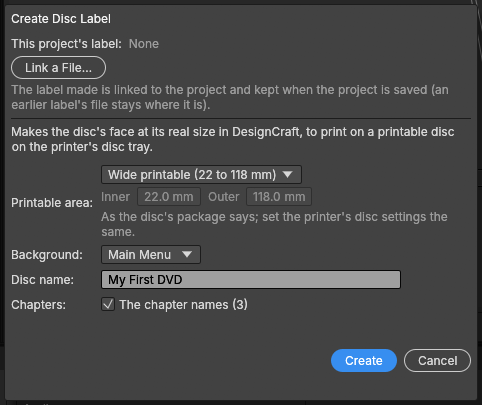 Create Disc Label
This project's label: None
Link a File...
The label made is linked to the project and kept when the project is saved (an
earlier label's file stays where it is).
Makes the disc's face at its real size in DesignCraft, to print on a printable disc
on the printer's disc tray.
Wide printable (22 to 118 mm)
Printable area: Inner 22.0 mm Outer 118.0 mm
As the disc's package says; set the printer's disc settings the
same.
Background: Main Menu
Disc name: My First DVD
Chapters: The chapter names (3)
Create Cancel